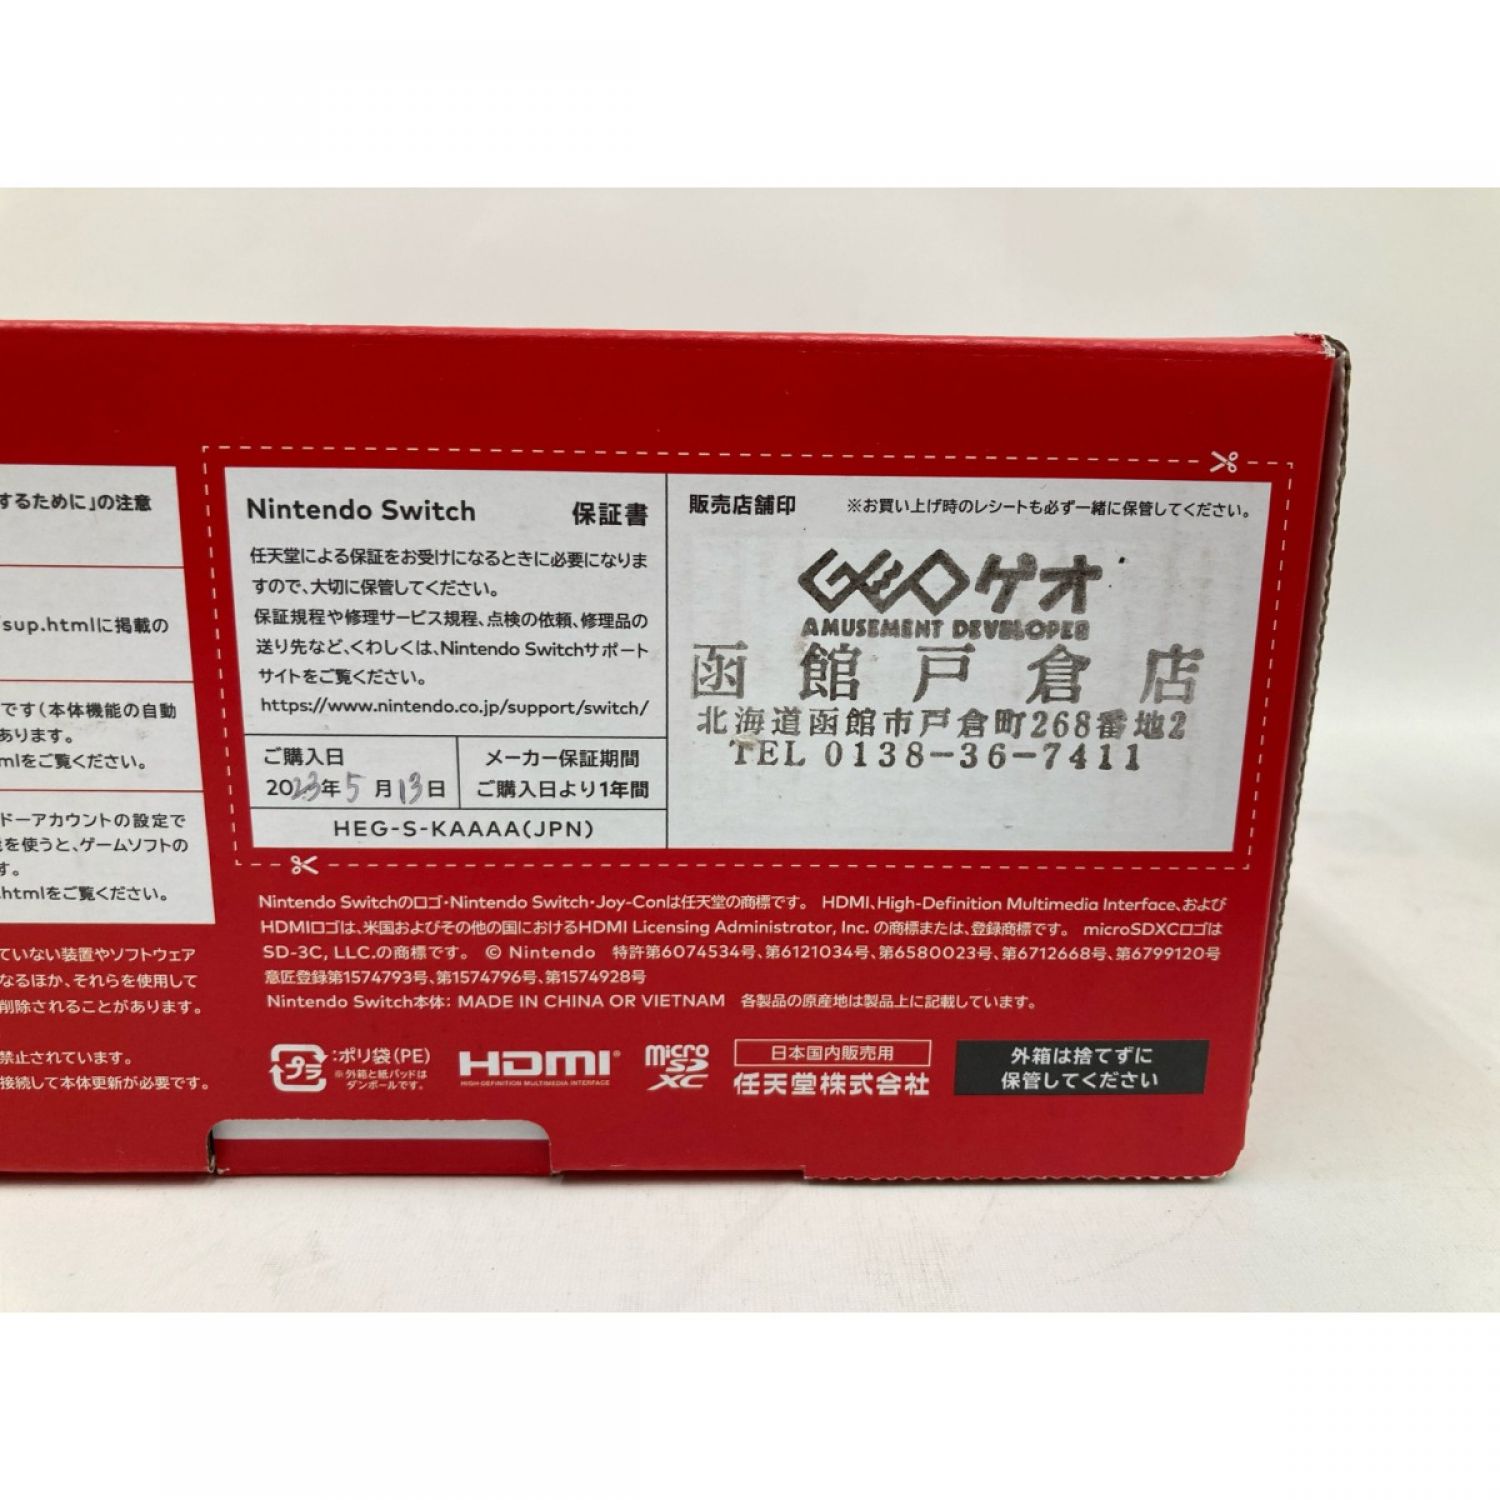 するために」の注意
sup.htmlに掲載の
です(本体機能の自動
あります。
mlをご覧ください。
ドーアカウントの設定で
を使うと、ゲームソフトの
す。
.htmlをご覧ください。
ていない装置やソフトウェア
なるほか、それらを使用して
削除されることがあります。
禁止されています。
接続して本体更新が必要です。
Nintendo Switch 保証書
任天堂による保証をお受けになるときに必要になりま
すので、大切に保管してください。
保証規程や修理サービス規程、点検の依頼、修理品の
送り先など、くわしくは、Nintendo Switchサポート
サイトをご覧ください。
https://www.nintendo.co.jp/support/switch/
ご購入日
2023年5月13日
メーカー保証期間
ご購入日より1年間
HEG-S-KAAAA(JPN)
販売店舗印 ※お買い上げ時のレシートも必ず一緒に保管してください。
GEOゲオ
AMUSEMENT DEVELOPER
函館戸倉店
北海道函館市戸倉町268番地2
TEL 0138-36-7411
Nintendo Switchのロゴ・Nintendo Switch・Joy-Conは任天堂の商標です。 HDMI、High-Definition Multimedia Interface、および
HDMIロゴは、米国およびその他の国におけるHDMI Licensing Administrator, Inc. の商標または、登録商標です。 microSDXCロゴは
SD-3C, LLC.の商標です。 © Nintendo 特許第6074534号、第6121034号、第6580023号、第6712668号、第6799120号
意匠登録第1574793号、第1574796号、第1574928号
Nintendo Switch本体: MADE IN CHINA OR VIETNAM 各製品の原産地は製品上に記載しています。
プラ
:ポリ袋(PE)
※外箱と紙パッドは
ダンボールです。
HDMI®
HIGH-DEFINITION MULTIMEDIA INTERFACE
micro
SD
XC
日本国内販売用
任天堂株式会社
外箱は捨てずに
保管してください